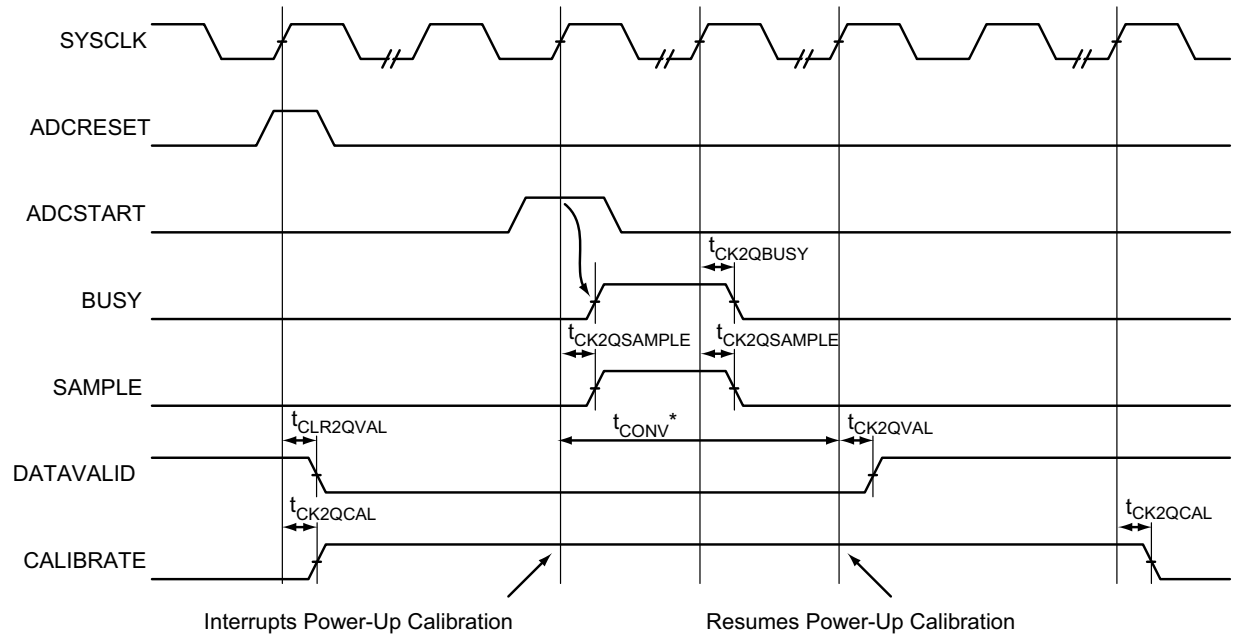 SYSCLK
ADCRESET
ADCSTART
tCK2QBUSY
BUSY
tCK2QSAMPLE tCK2QSAMPLE
SAMPLE
tCLR2QVAL tCONV* tCK2QVAL
DATAVALID
tCK2QCAL tCK2QCAL
CALIBRATE
Interrupts Power-Up Calibration Resumes Power-Up Calibration